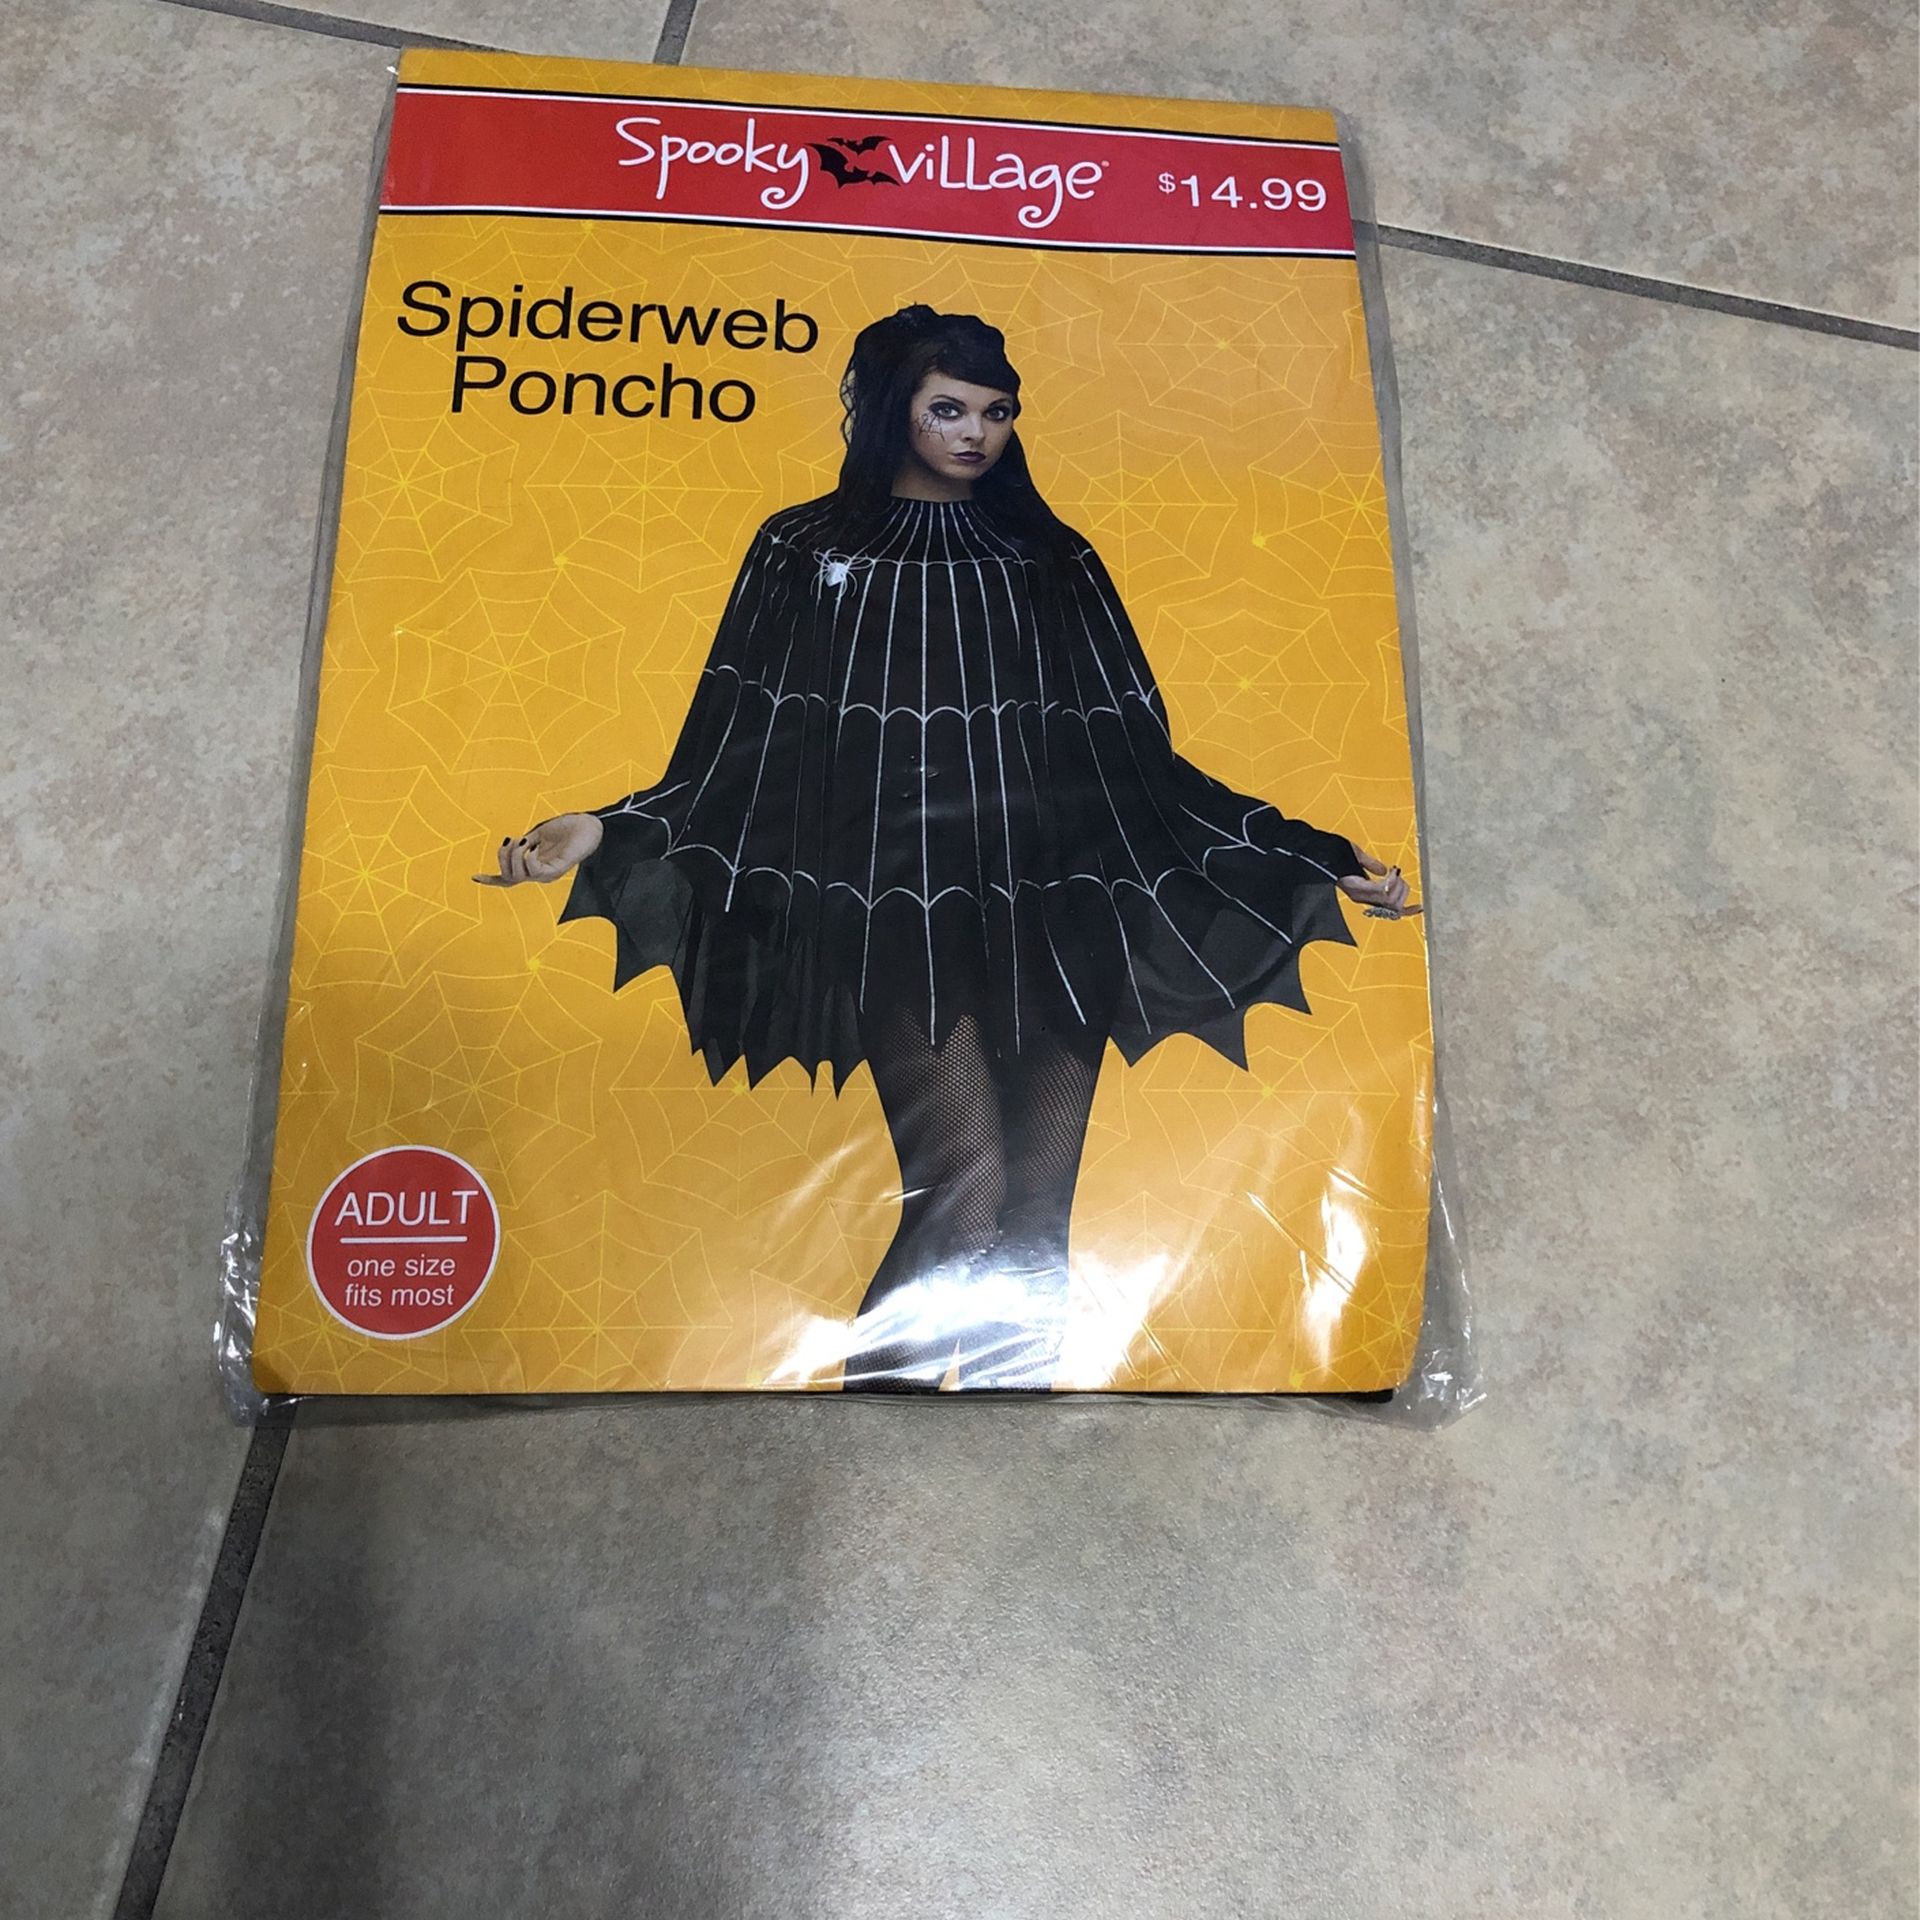 Spooky Village® $14.99
Spiderweb
Poncho
ADULT
one size
fits most